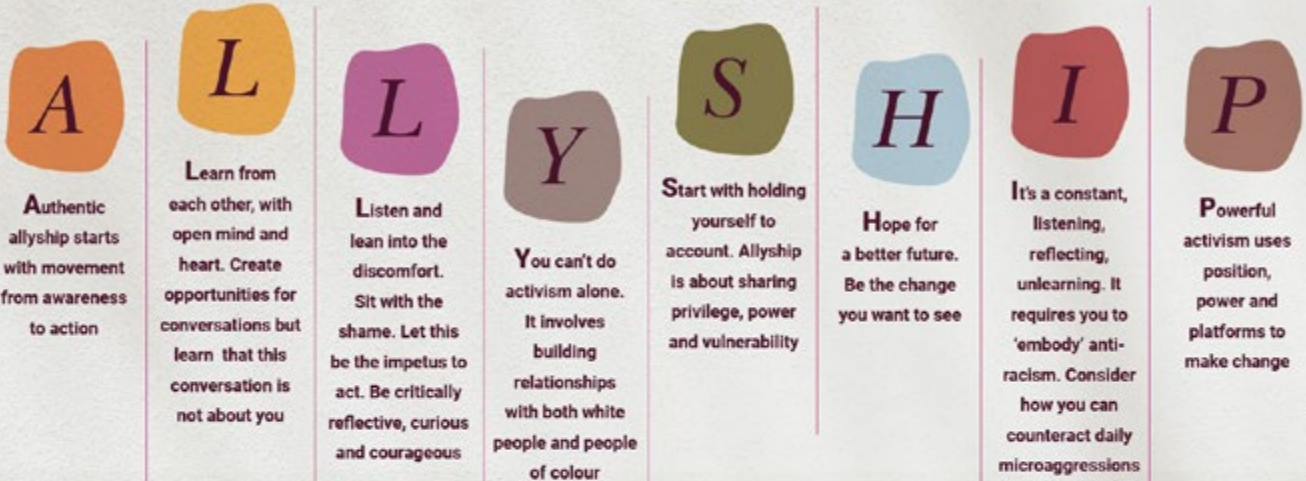 A
Authentic
allyship starts
with movement
from awareness
to action
L
Learn from
each other, with
open mind and
heart. Create
opportunities for
conversations but
learn that this
conversation is
not about you
L
Listen and
lean into the
discomfort.
Sit with the
shame. Let this
be the impetus to
act. Be critically
reflective, curious
and courageous
Y
You can't do
activism alone.
It involves
building
relationships
with both white
people and people
of colour
S
Start with holding
yourself to
account. Allyship
is about sharing
privilege, power
and vulnerability
H
Hope for
a better future.
Be the change
you want to see
I
It's a constant,
listening,
reflecting,
unlearning. It
requires you to
'embody' anti-
racism. Consider
how you can
counteract daily
microaggressions
P
Powerful
activism uses
position,
power and
platforms to
make change